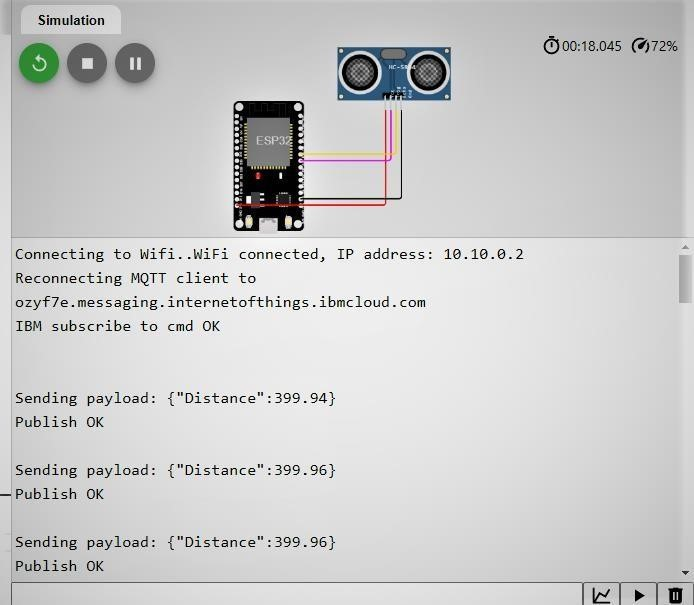 Simulation
00:18.045 72%
ESP32
Connecting to Wifi..WiFi connected, IP address: 10.10.0.2
Reconnecting MQTT client to
ozyf7e.messaging.internetofthings.ibmcloud.com
IBM subscribe to cmd OK
Sending payload: {"Distance":399.94}
Publish OK
Sending payload: {"Distance":399.96}
Publish OK
Sending payload: {"Distance":399.96}
Publish OK